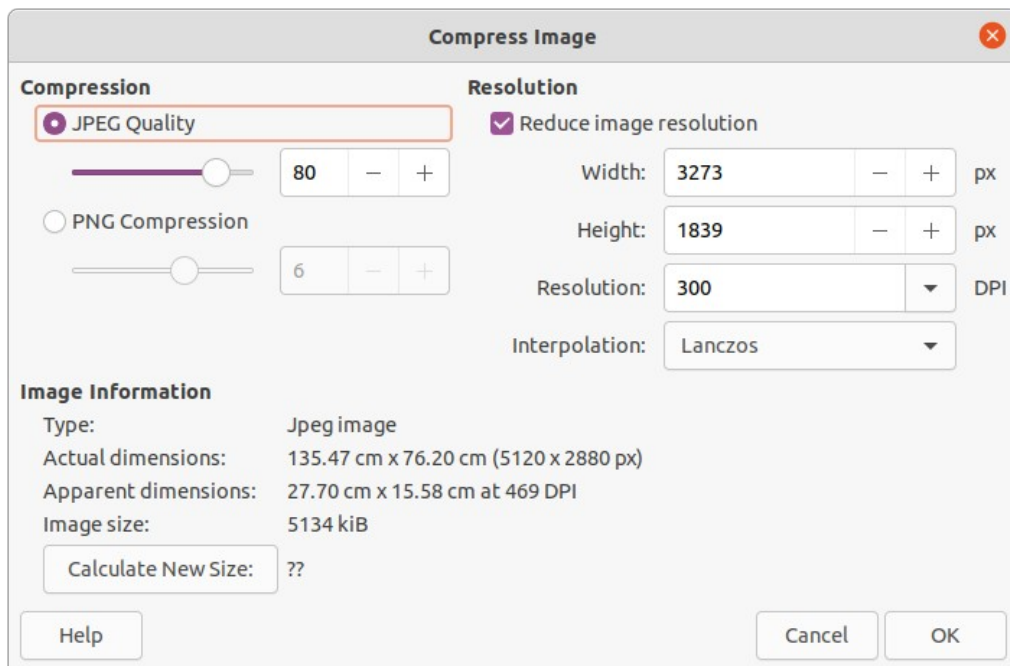 Compress Image
Compression
JPEG Quality
80
PNG Compression
6
Resolution
Reduce image resolution
Width: 3273 px
Height: 1839 px
Resolution: 300 DPI
Interpolation: Lanczos
Image Information
Type: Jpeg image
Actual dimensions: 135.47 cm x 76.20 cm (5120 x 2880 px)
Apparent dimensions: 27.70 cm x 15.58 cm at 469 DPI
Image size: 5134 kiB
Calculate New Size: ??
Help
Cancel
OK